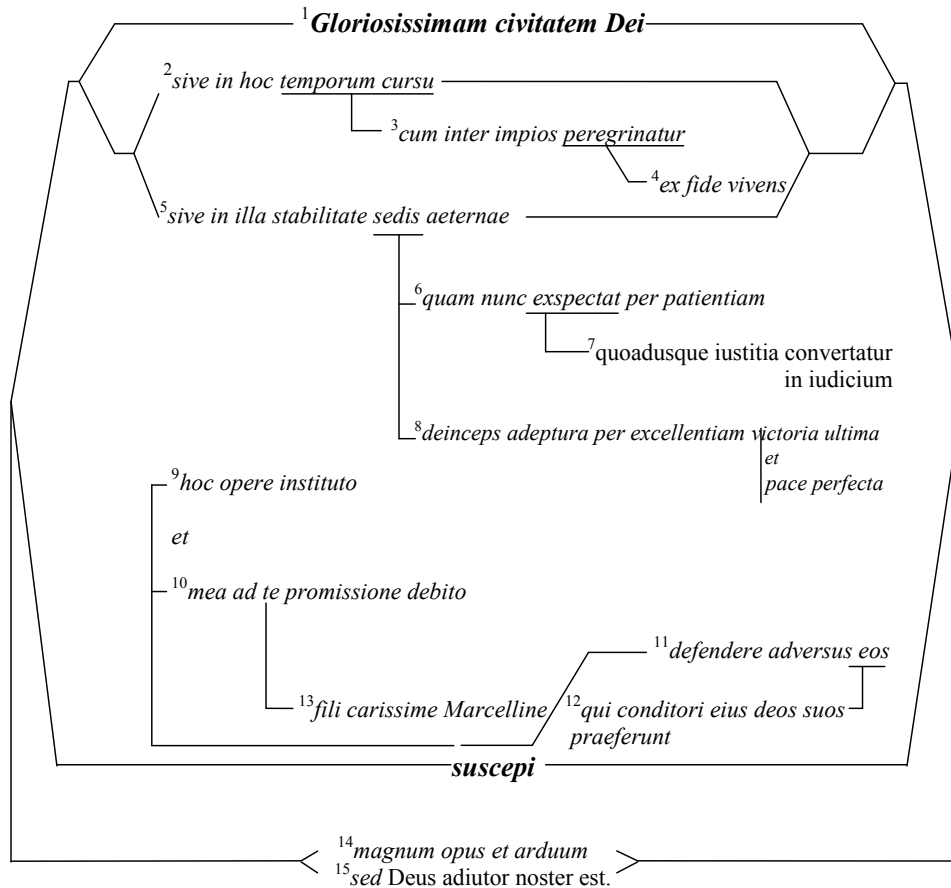 1Gloriosissimam civitatem Dei
2sive in hoc temporum cursu
3cum inter impios peregrinatur
4ex fide vivens
5sive in illa stabilitate sedis aeternae
6quam nunc exspectat per patientiam
7quoadusque iustitia convertatur
in iudicium
8deinceps adeptura per excellentiam victoria ultima
et
pace perfecta
9hoc opere instituto
et
10mea ad te promissione debito
11defendere adversus eos
13fili carissime Marcelline
12qui conditori eius deos suos
praeferunt
suscepi
14magnum opus et arduum
15sed Deus adiutor noster est.